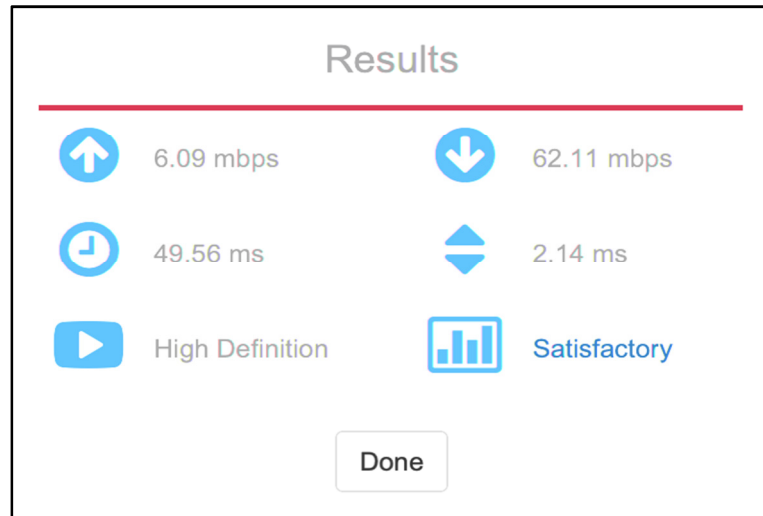 Results
6.09 mbps
62.11 mbps
49.56 ms
2.14 ms
High Definition
Satisfactory
Done